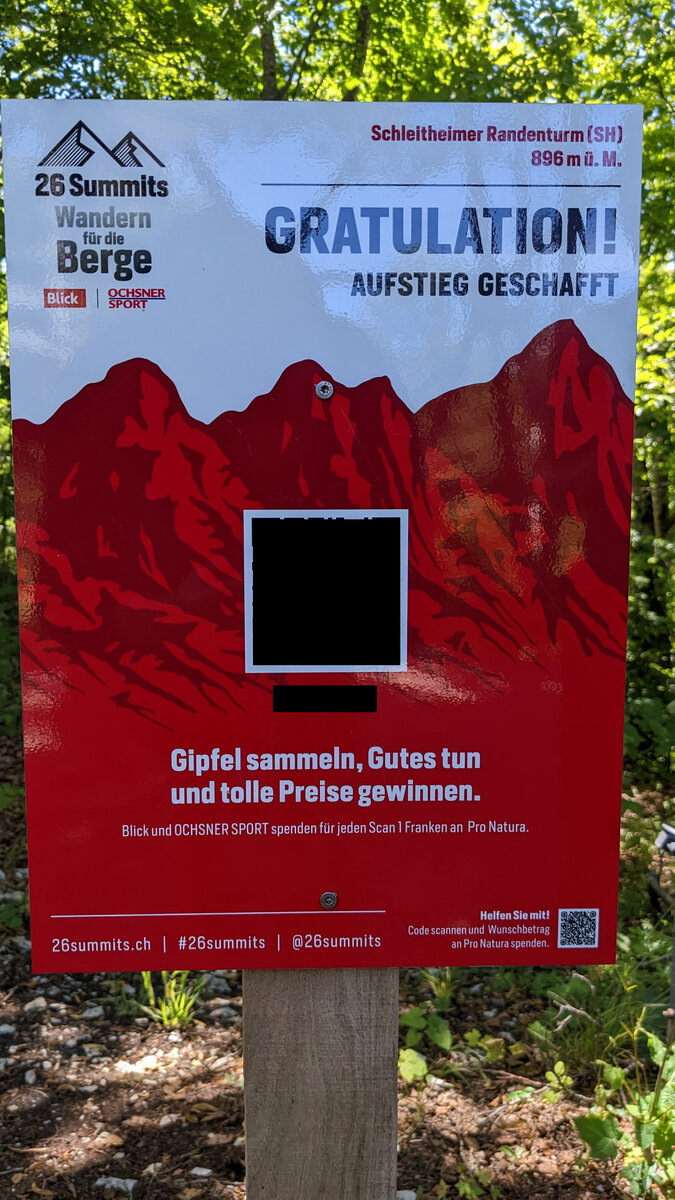 26 Summits
Wandern
für die
Berge
Blick | OCHSNER
SPORT
Schleitheimer Randenturm (SH)
896 m ü. M.
GRATULATION!
AUFSTIEG GESCHAFFT
Gipfel sammeln, Gutes tun
und tolle Preise gewinnen.
Blick und OCHSNER SPORT spenden für jeden Scan 1 Franken an Pro Natura.
26summits.ch | #26summits | @26summits
Helfen Sie mit!
Code scannen und Wunschbetrag
an Pro Natura spenden.